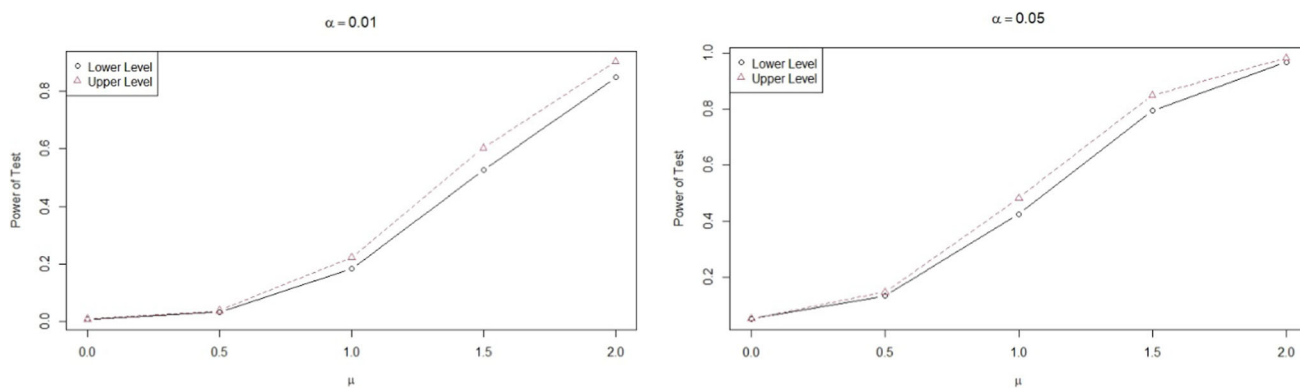 α = 0.01
Lower Level
Upper Level
Power of Test
0.0
0.2
0.4
0.6
0.8
0.0 0.5 1.0 1.5 2.0
μ
α = 0.05
Lower Level
Upper Level
Power of Test
0.2
0.4
0.6
0.8
1.0
0.0 0.5 1.0 1.5 2.0
μ